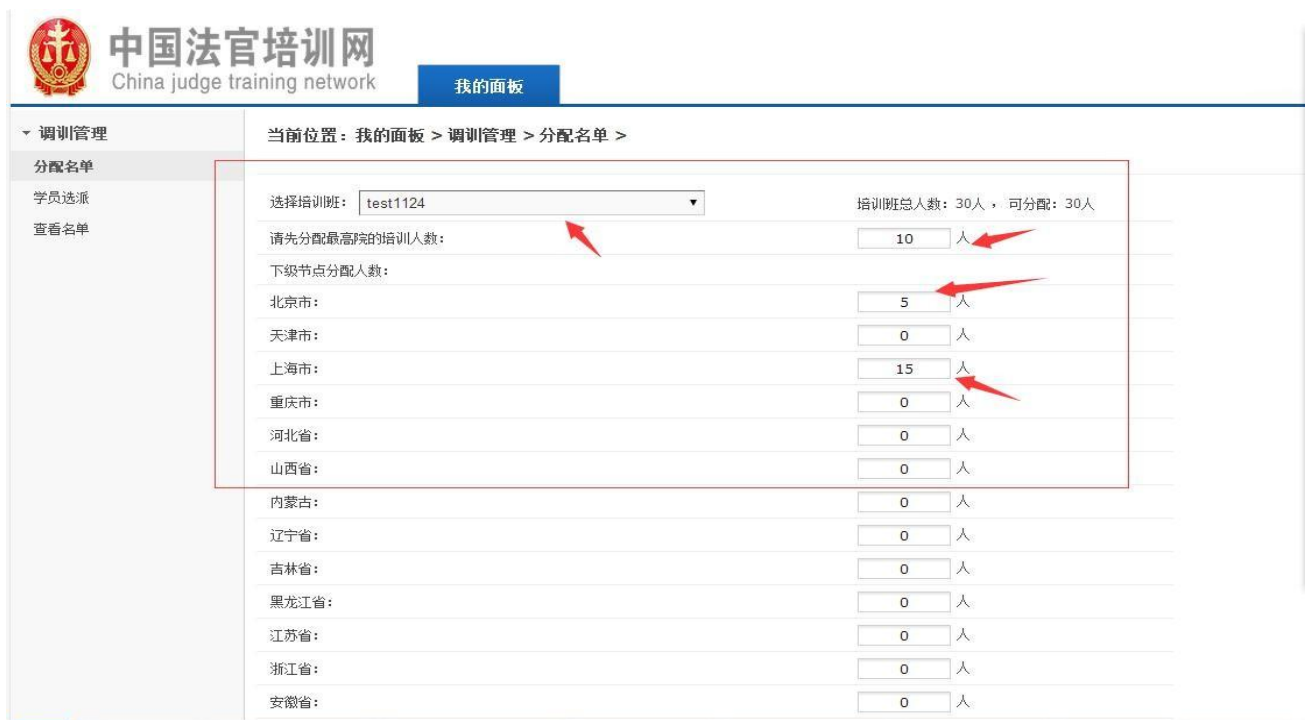 中国法官培训网
China judge training network
我的面板
调训管理
分配名单
学员选派
查看名单
当前位置：我的面板 > 调训管理 > 分配名单 >
选择培训班： test1124 培训班总人数：30人 ， 可分配：30人
请先分配最高院的培训人数： 10 人
下级节点分配人数：
北京市： 5 人
天津市： 0 人
上海市： 15 人
重庆市： 0 人
河北省： 0 人
山西省： 0 人
内蒙古： 0 人
辽宁省： 0 人
吉林省： 0 人
黑龙江省： 0 人
江苏省： 0 人
浙江省： 0 人
安徽省： 0 人